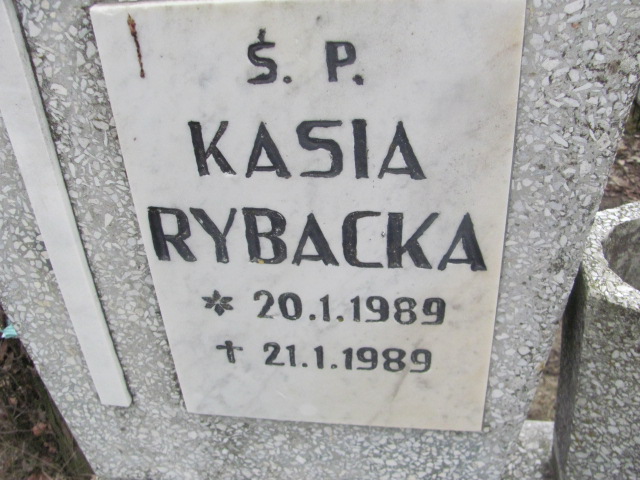 Ś. P.
KASIA
RYBACKA
* 20.1.1989
† 21.1.1989